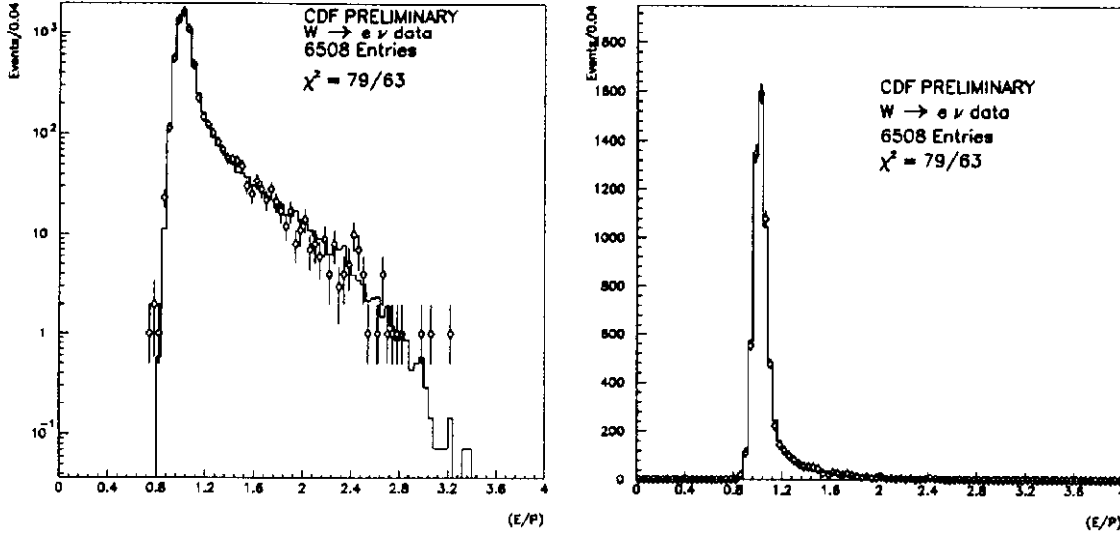 Events/0.04
CDF PRELIMINARY
W → e ν data
6508 Entries
χ² = 79/63
10³
10²
10
1
10⁻¹
0 0.8 1.2 1.6 2 2.4 2.8 3.2 3.6 4
(E/P)
Events/0.04
CDF PRELIMINARY
W → e ν data
6508 Entries
χ² = 79/63
1600
1400
1200
1000
800
600
400
200
0
0 0.4 0.8 1.2 1.6 2 2.4 2.8 3.2 3.6
(E/P)